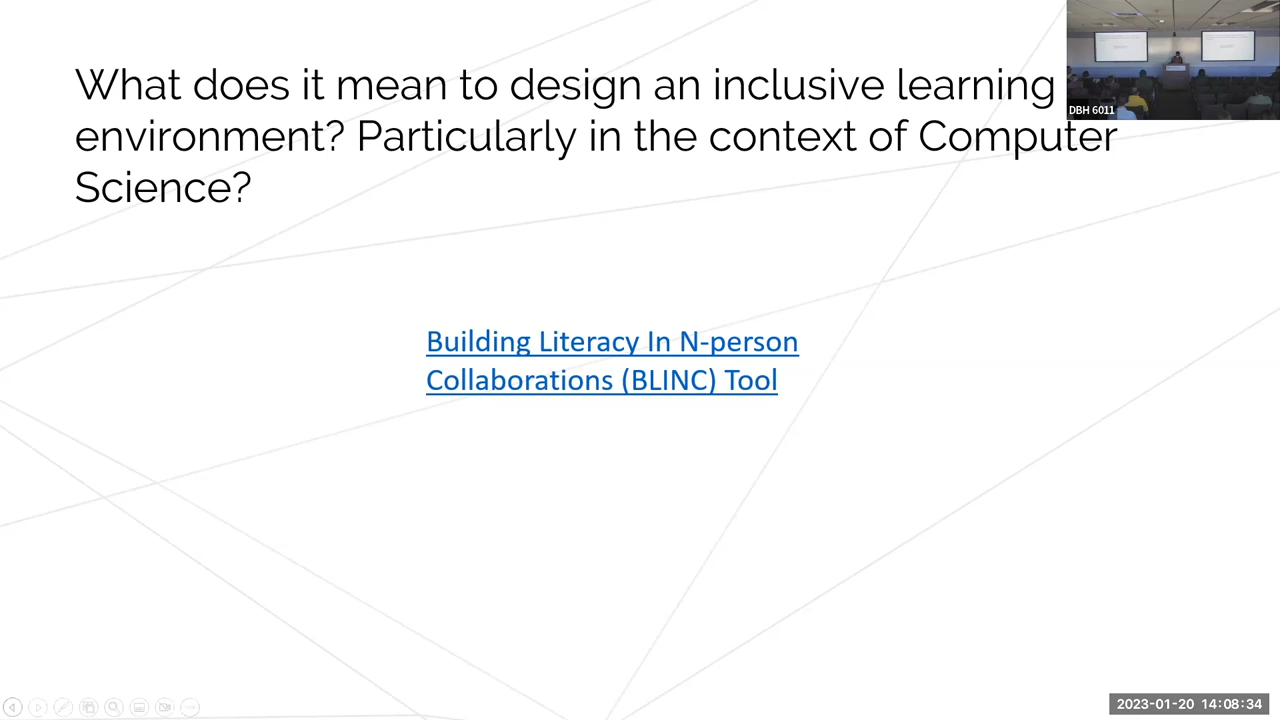 What does it mean to design an inclusive learning
environment? Particularly in the context of Computer
Science?
DBH 6011
Building Literacy In N-person
Collaborations (BLINC) Tool
2023-01-20 14:08:34